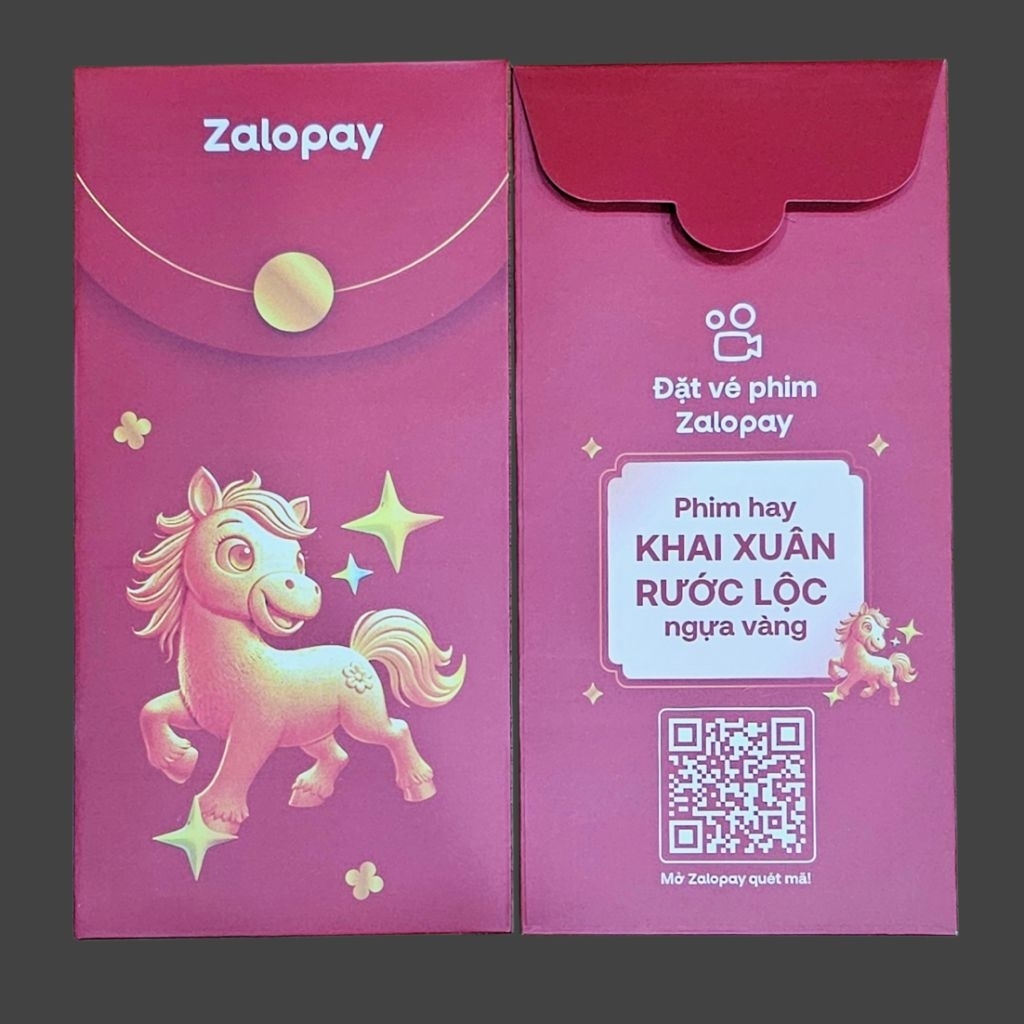 Zalopay
Đặt vé phim
Zalopay
Phim hay
KHAI XUÂN
RƯỚC LỘC
ngựa vàng
Mở Zalopay quét mã!